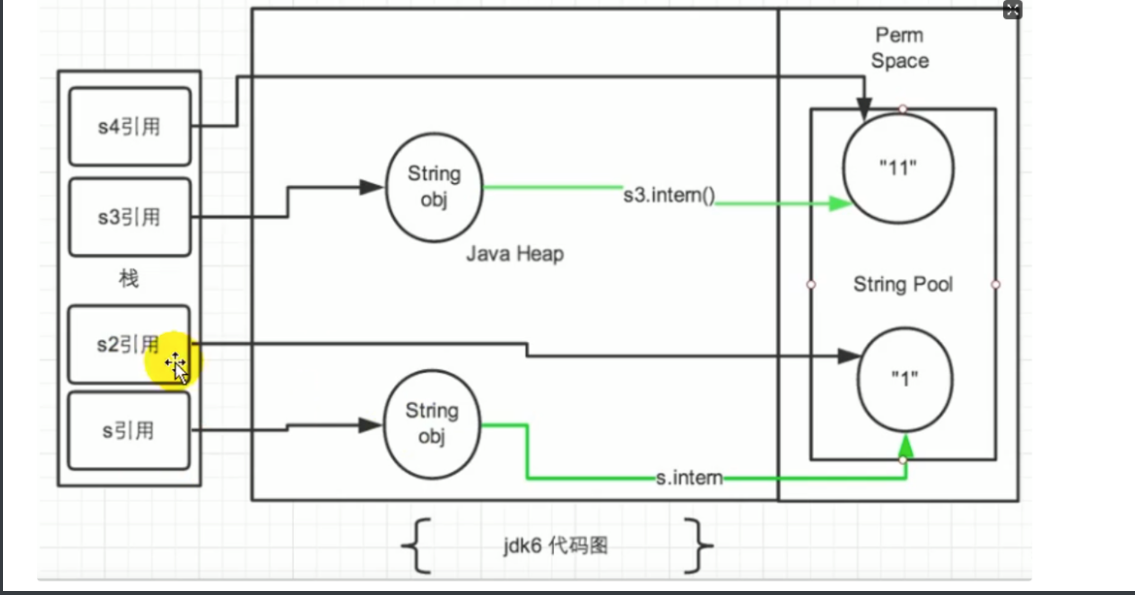 Perm
Space
s4引用
"11"
String
obj
s3.intern()
s3引用
Java Heap
栈
String Pool
s2引用
"1"
String
obj
s引用
s.intern
jdk6 代码图